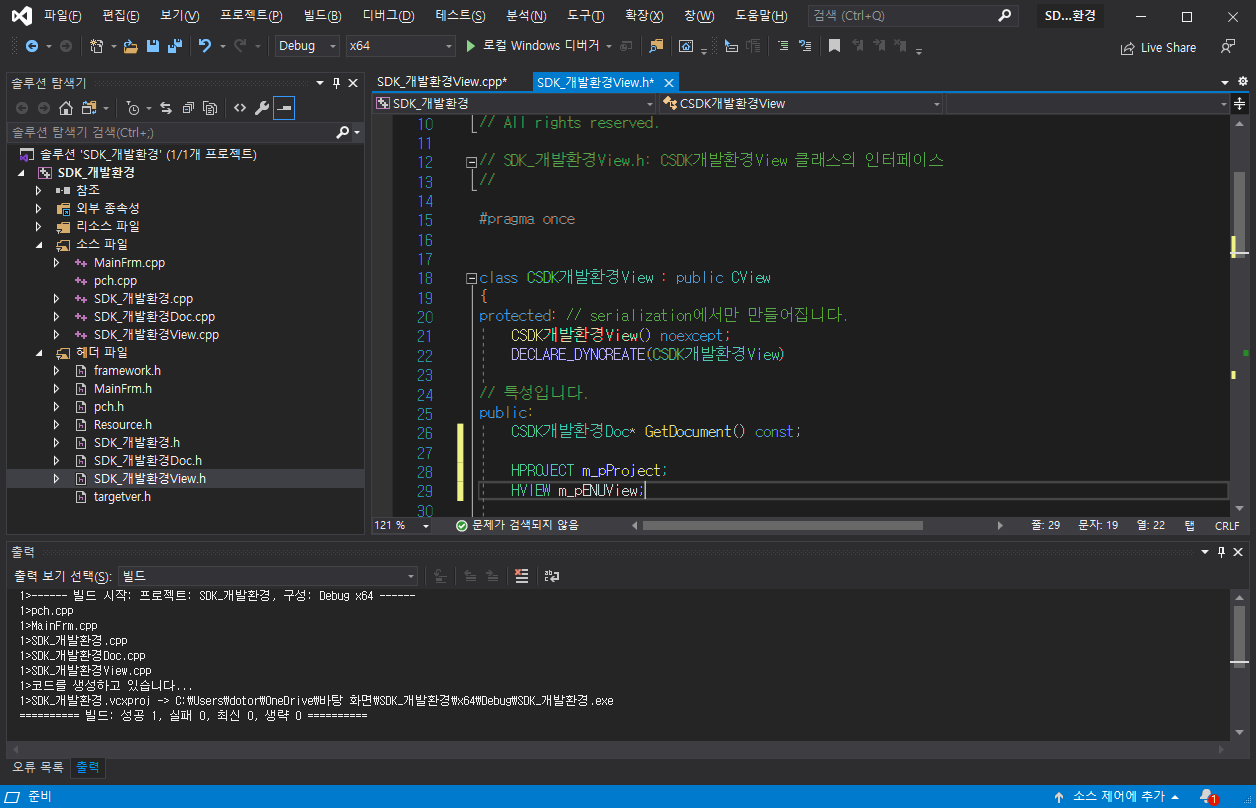 파일(F) 편집(E) 보기(V) 프로젝트(P) 빌드(B) 디버그(D) 테스트(S) 분석(N) 도구(T) 확장(X) 창(W) 도움말(H) 검색 (Ctrl+Q) SD...환경
Debug x64 로컬 Windows 디버거 Live Share
솔루션 탐색기
솔루션 탐색기 검색(Ctrl+;)
솔루션 'SDK_개발환경' (1/1개 프로젝트)
SDK_개발환경
참조
외부 종속성
리소스 파일
소스 파일
MainFrm.cpp
pch.cpp
SDK_개발환경.cpp
SDK_개발환경Doc.cpp
SDK_개발환경View.cpp
헤더 파일
framework.h
MainFrm.h
pch.h
Resource.h
SDK_개발환경.h
SDK_개발환경Doc.h
SDK_개발환경View.h
targetver.h
SDK_개발환경View.cpp* SDK_개발환경View.h*
SDK_개발환경 CSDK개발환경View
10 // All rights reserved.
11
12 // SDK_개발환경View.h: CSDK개발환경View 클래스의 인터페이스
13 //
14
15 #pragma once
16
17
18 class CSDK개발환경View : public CView
19 {
20 protected: // serialization에서만 만들어집니다.
21 CSDK개발환경View() noexcept;
22 DECLARE_DYNCREATE(CSDK개발환경View)
23
24 // 특성입니다.
25 public:
26 CSDK개발환경Doc* GetDocument() const;
27
28 HPROJECT m_pProject;
29 HVIEW m_pENUView;
30
121 % 문제가 검색되지 않음 줄: 29 문자: 19 열: 22 탭 CRLF
출력
출력 보기 선택(S): 빌드
1>------ 빌드 시작: 프로젝트: SDK_개발환경, 구성: Debug x64 ------
1>pch.cpp
1>MainFrm.cpp
1>SDK_개발환경.cpp
1>SDK_개발환경Doc.cpp
1>SDK_개발환경View.cpp
1>코드를 생성하고 있습니다...
1>SDK_개발환경.vcxproj -> C:₩Users₩dotor₩OneDrive₩바탕 화면₩SDK_개발환경₩x64₩Debug₩SDK_개발환경.exe
========== 빌드: 성공 1, 실패 0, 최신 0, 생략 0 ==========
오류 목록 출력
준비 소스 제어에 추가 1